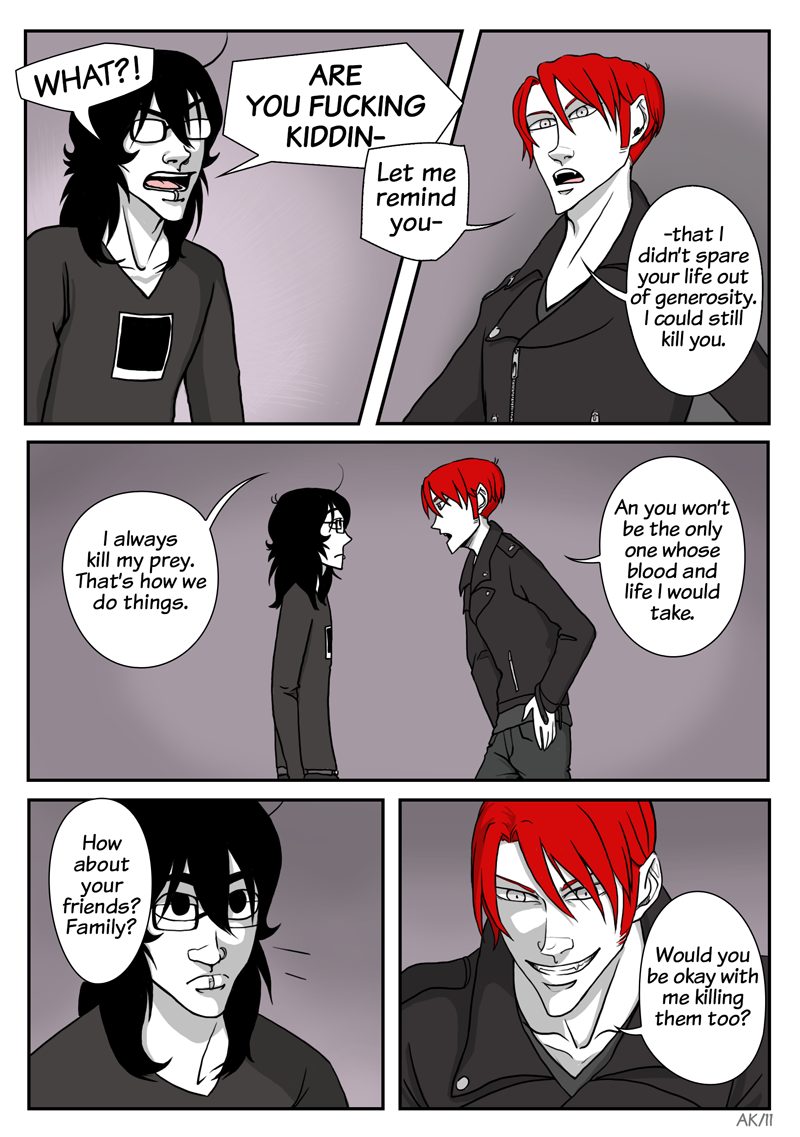 WHAT?!
ARE
YOU FUCKING
KIDDIN-
Let me
remind
you-
-that I
didn't spare
your life out
of generosity.
I could still
kill you.
I always
kill my prey.
That's how we
do things.
An you won't
be the only
one whose
blood and
life I would
take.
How
about
your
friends?
Family?
Would you
be okay with
me killing
them too?
AK/11